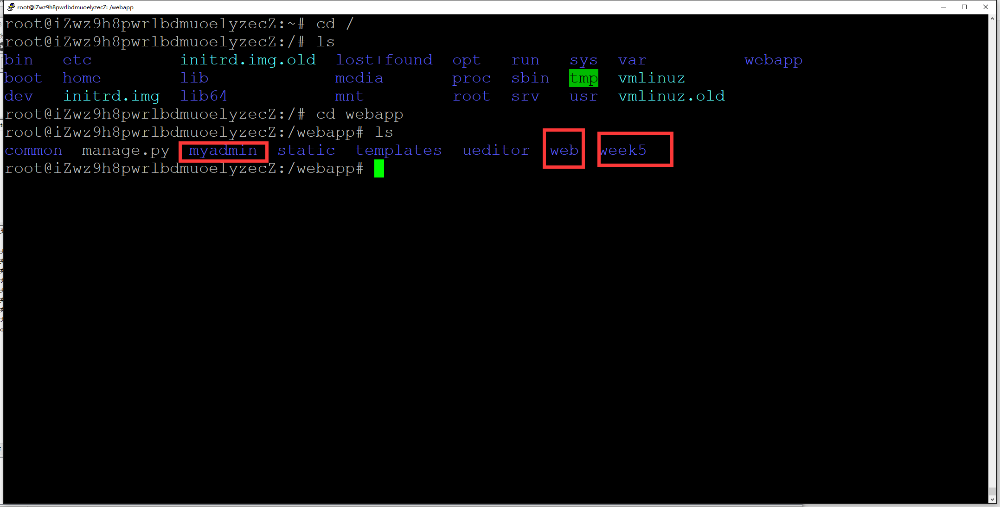 root@iZwz9h8pwrlbdmuoelyzecZ: /webapp
root@iZwz9h8pwrlbdmuoelyzecZ:~# cd /
root@iZwz9h8pwrlbdmuoelyzecZ:/# ls
bin etc initrd.img.old lost+found opt run sys var webapp
boot home lib media proc sbin tmp vmlinuz
dev initrd.img lib64 mnt root srv usr vmlinuz.old
root@iZwz9h8pwrlbdmuoelyzecZ:/# cd webapp
root@iZwz9h8pwrlbdmuoelyzecZ:/webapp# ls
common manage.py myadmin static templates ueditor web week5
root@iZwz9h8pwrlbdmuoelyzecZ:/webapp#